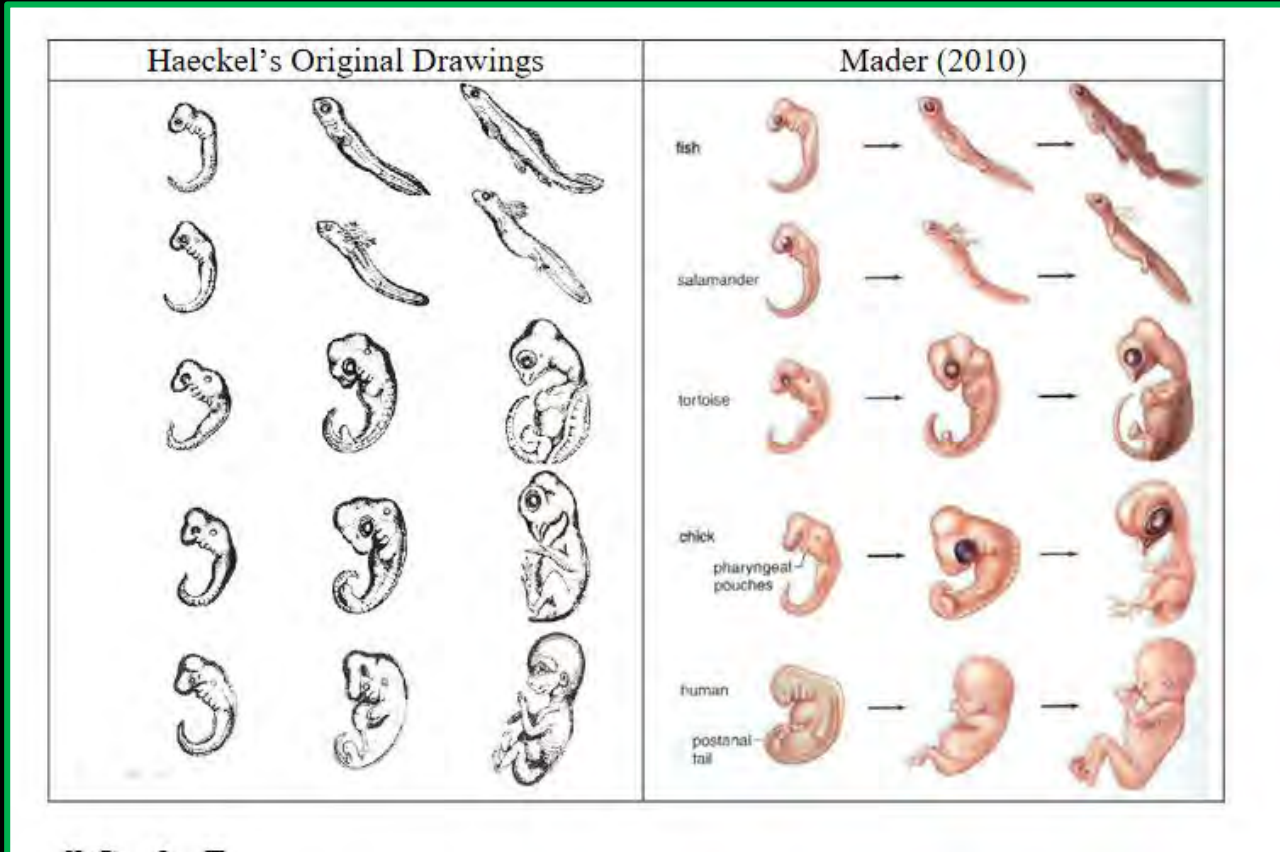 Haeckel's Original Drawings
Mader (2010)
fish
salamander
tortoise
chick
pharyngeal
pouches
human
postanal
tail